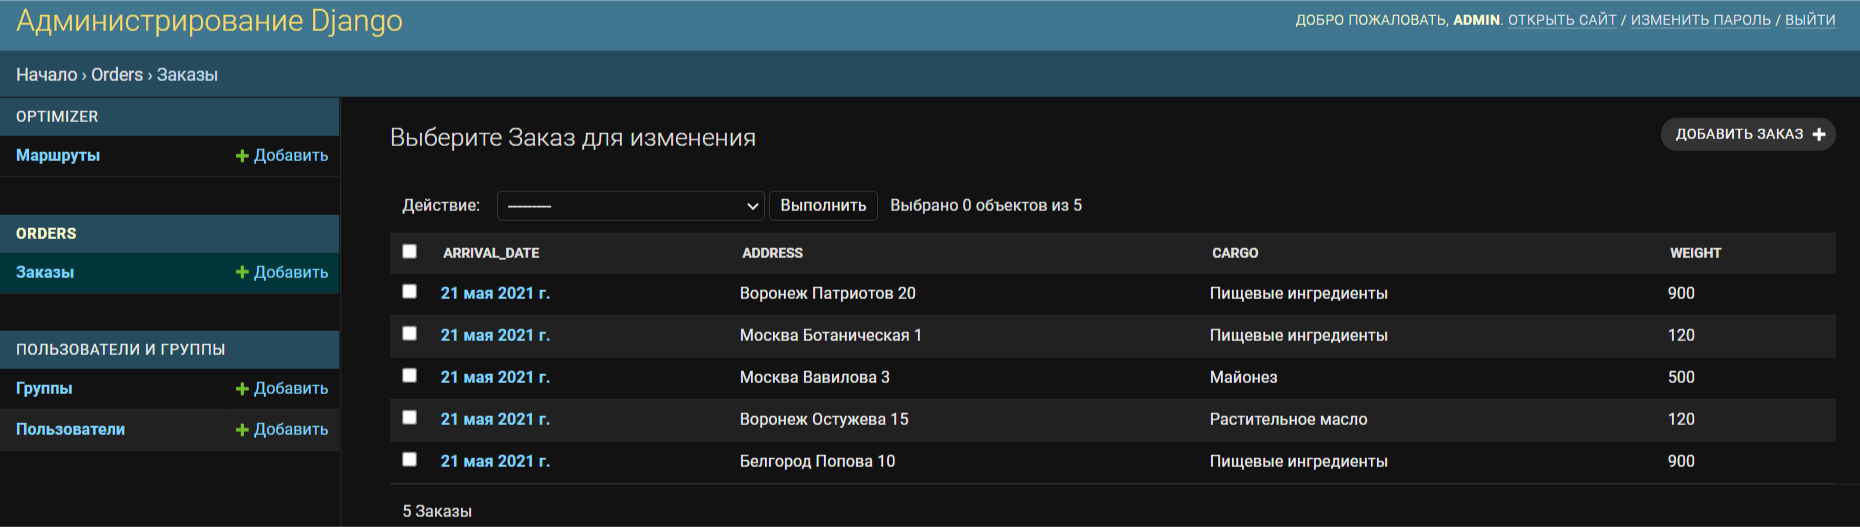 Администрирование Django
ДОБРО ПОЖАЛОВАТЬ, ADMIN. ОТКРЫТЬ САЙТ / ИЗМЕНИТЬ ПАРОЛЬ / ВЫЙТИ
Начало › Orders › Заказы
OPTIMIZER
Маршруты + Добавить
ORDERS
Заказы + Добавить
ПОЛЬЗОВАТЕЛИ И ГРУППЫ
Группы + Добавить
Пользователи + Добавить
Выберите Заказ для изменения
ДОБАВИТЬ ЗАКАЗ +
Действие: --------- Выполнить Выбрано 0 объектов из 5
ARRIVAL_DATE ADDRESS CARGO WEIGHT
21 мая 2021 г. Воронеж Патриотов 20 Пищевые ингредиенты 900
21 мая 2021 г. Москва Ботаническая 1 Пищевые ингредиенты 120
21 мая 2021 г. Москва Вавилова 3 Майонез 500
21 мая 2021 г. Воронеж Остужева 15 Растительное масло 120
21 мая 2021 г. Белгород Попова 10 Пищевые ингредиенты 900
5 Заказы